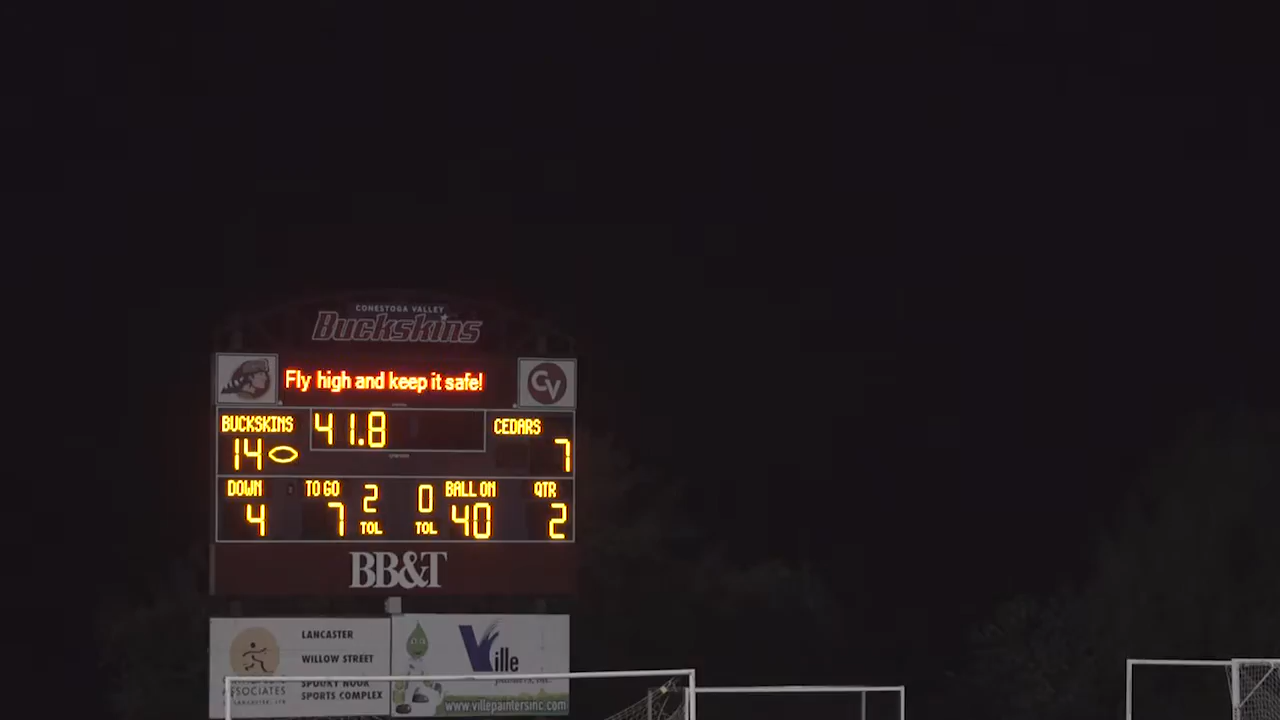 CONESTOGA VALLEY
Buckskins
Fly high and keep it safe!
CV
BUCKSKINS 41.8 CEDARS
14 7
DOWN TO GO 2 0 BALL ON QTR
4 7 TOL TOL 40 2
BB&T
LANCASTER
WILLOW STREET
SPOOKY NOOK
SPORTS COMPLEX
ASSOCIATES
Ville
www.villepaintersinc.com